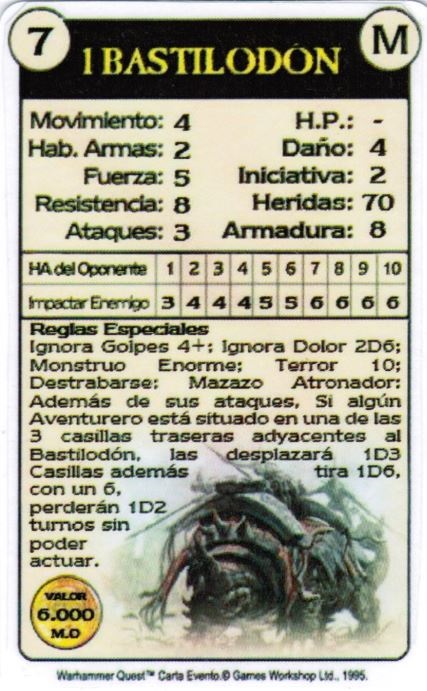 7
1 BASTILODÓN
M
Movimiento: 4 H.P.: -
Hab. Armas: 2 Daño: 4
Fuerza: 5 Iniciativa: 2
Resistencia: 8 Heridas: 70
Ataques: 3 Armadura: 8
HA del Oponente 1 2 3 4 5 6 7 8 9 10
Impactar Enemigo 3 4 4 4 5 5 6 6 6 6
Reglas Especiales
Ignora Golpes 4+; Ignora Dolor 2D6;
Monstruo Enorme; Terror 10;
Destrabarse; Mazazo Atronador:
Además de sus ataques, Si algún
Aventurero está situado en una de las
3 casillas traseras adyacentes al
Bastilodón, las desplazará 1D3
Casillas además tira 1D6,
con un 6,
perderán 1D2
turnos sin
poder
actuar.
VALOR
6.000
M.O
Warhammer Quest™ Carta Evento.© Games Workshop Ltd., 1995.